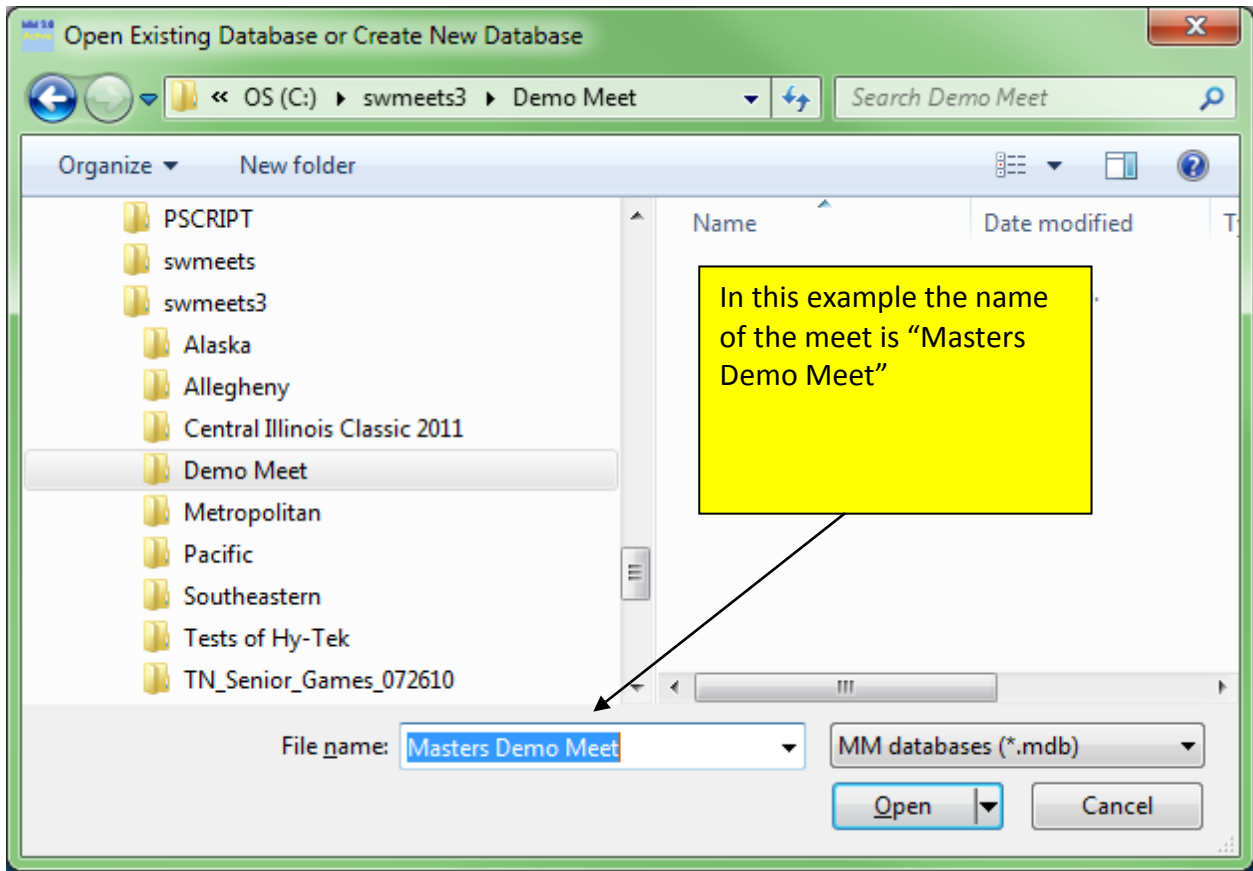 MM 3.0
Open Existing Database or Create New Database
X
« OS (C:) ▸ swmeets3 ▸ Demo Meet
Search Demo Meet
Organize
New folder
PSCRIPT
swmeets
swmeets3
Alaska
Allegheny
Central Illinois Classic 2011
Demo Meet
Metropolitan
Pacific
Southeastern
Tests of Hy-Tek
TN_Senior_Games_072610
Name
Date modified
In this example the name
of the meet is “Masters
Demo Meet”
File name:
Masters Demo Meet
MM databases (*.mdb)
Open
Cancel